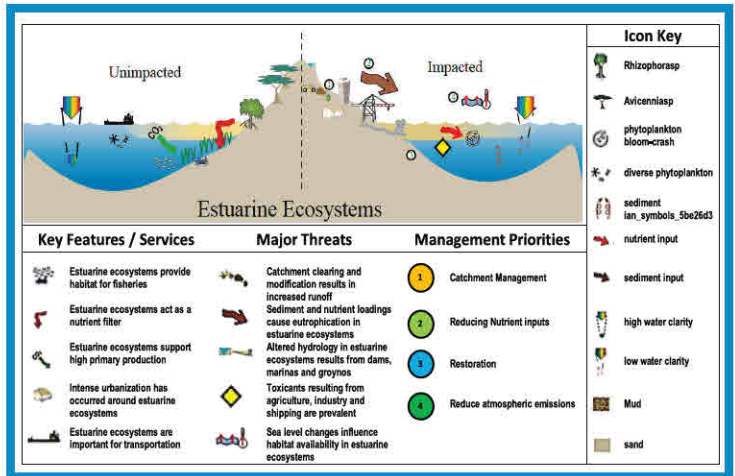 Unimpacted
Impacted
CO₂
Estuarine Ecosystems
Key Features / Services
Estuarine ecosystems provide
habitat for fisheries
Estuarine ecosystems act as a
nutrient filter
Estuarine ecosystems support
high primary production
Intense urbanization has
occurred around estuarine
ecosystems
Estuarine ecosystems are
important for transportation
Major Threats
Catchment clearing and
modification results in
increased runoff
Sediment and nutrient loadings
cause eutrophication in
estuarine ecosystems
Altered hydrology in estuarine
ecosystems results from dams,
marinas and groynos
Toxicants resulting from
agriculture, industry and
shipping are prevalent
Sea level changes influence
habitat availability in estuarine
ecosystems
Management Priorities
1 Catchment Management
2 Reducing Nutrient inputs
3 Restoration
4 Reduce atmospheric emissions
Icon Key
Rhizophorasp
Avicenniasp
phytoplankton
bloom-crash
diverse phytoplankton
sediment
ian_symbols_5be26d3
nutrient input
sediment input
high water clarity
low water clarity
Mud
sand